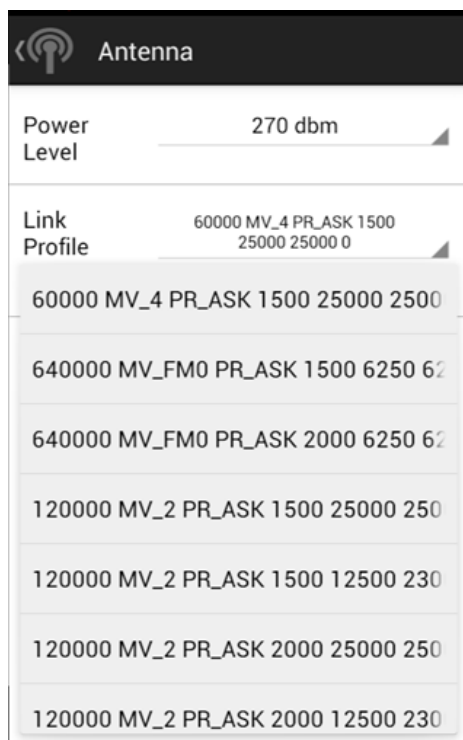 Antenna
Power
Level
270 dbm
Link
Profile
60000 MV_4 PR_ASK 1500
25000 25000 0
60000 MV_4 PR_ASK 1500 25000 2500
640000 MV_FM0 PR_ASK 1500 6250 62
640000 MV_FM0 PR_ASK 2000 6250 62
120000 MV_2 PR_ASK 1500 25000 250
120000 MV_2 PR_ASK 1500 12500 230
120000 MV_2 PR_ASK 2000 25000 250
120000 MV_2 PR_ASK 2000 12500 230